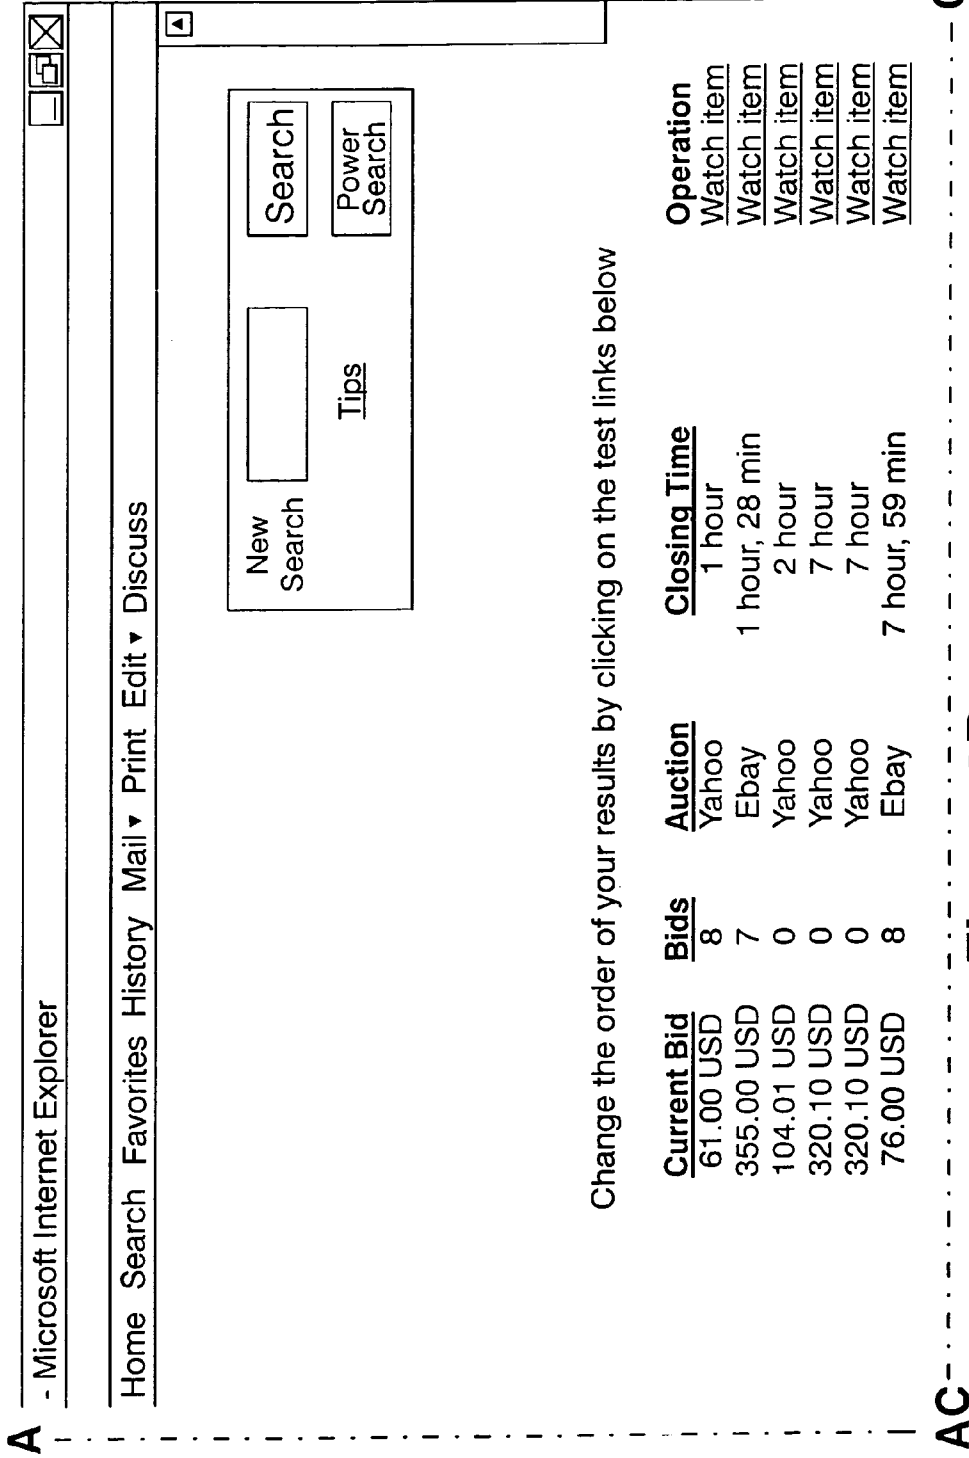 A
- Microsoft Internet Explorer
Home Search Favorites History Mail ▾ Print Edit ▾ Discuss
New Search
Search
Tips
Power Search
Change the order of your results by clicking on the test links below
Current Bid Bids Auction Closing Time Operation
61.00 USD 8 Yahoo 1 hour Watch item
355.00 USD 7 Ebay 1 hour, 28 min Watch item
104.01 USD 0 Yahoo 2 hour Watch item
320.10 USD 0 Yahoo 7 hour Watch item
320.10 USD 0 Yahoo 7 hour Watch item
76.00 USD 8 Ebay 7 hour, 59 min Watch item
AC